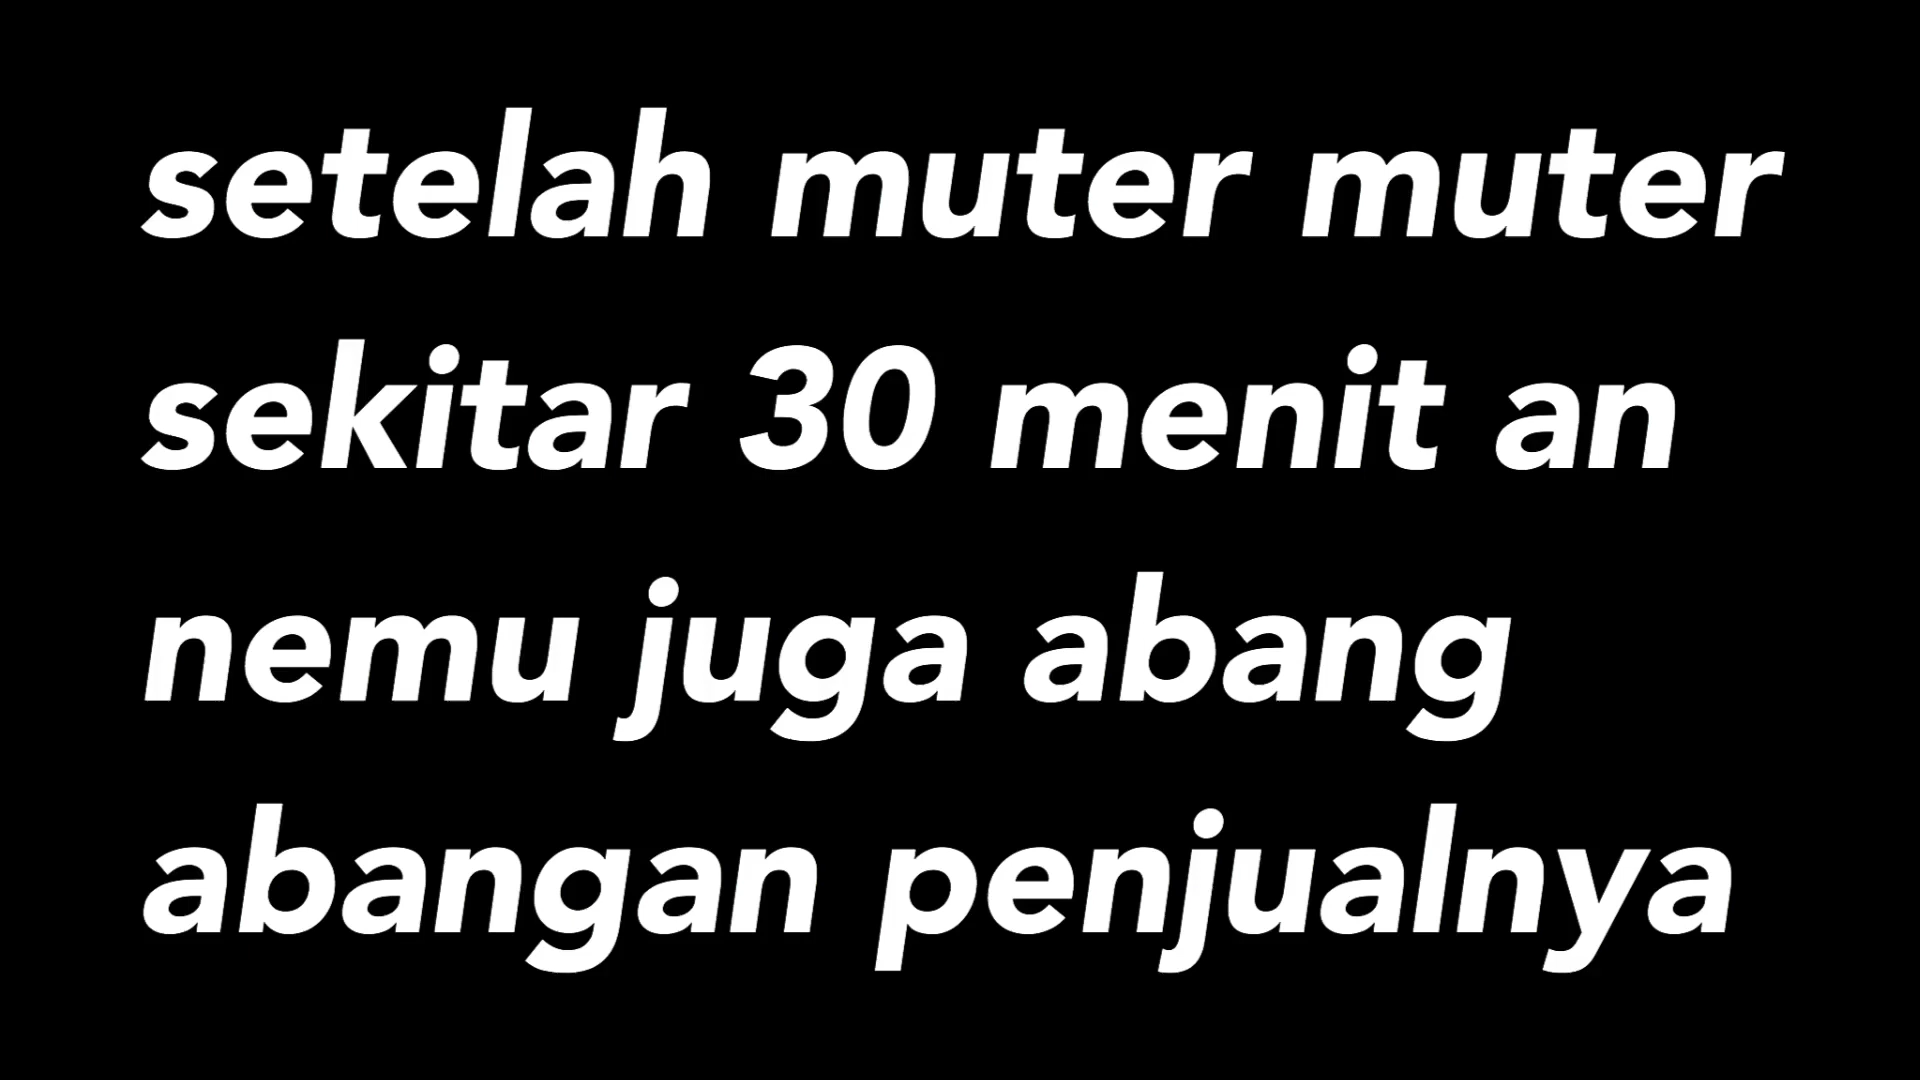 setelah muter muter
sekitar 30 menit an
nemu juga abang
abangan penjualnya